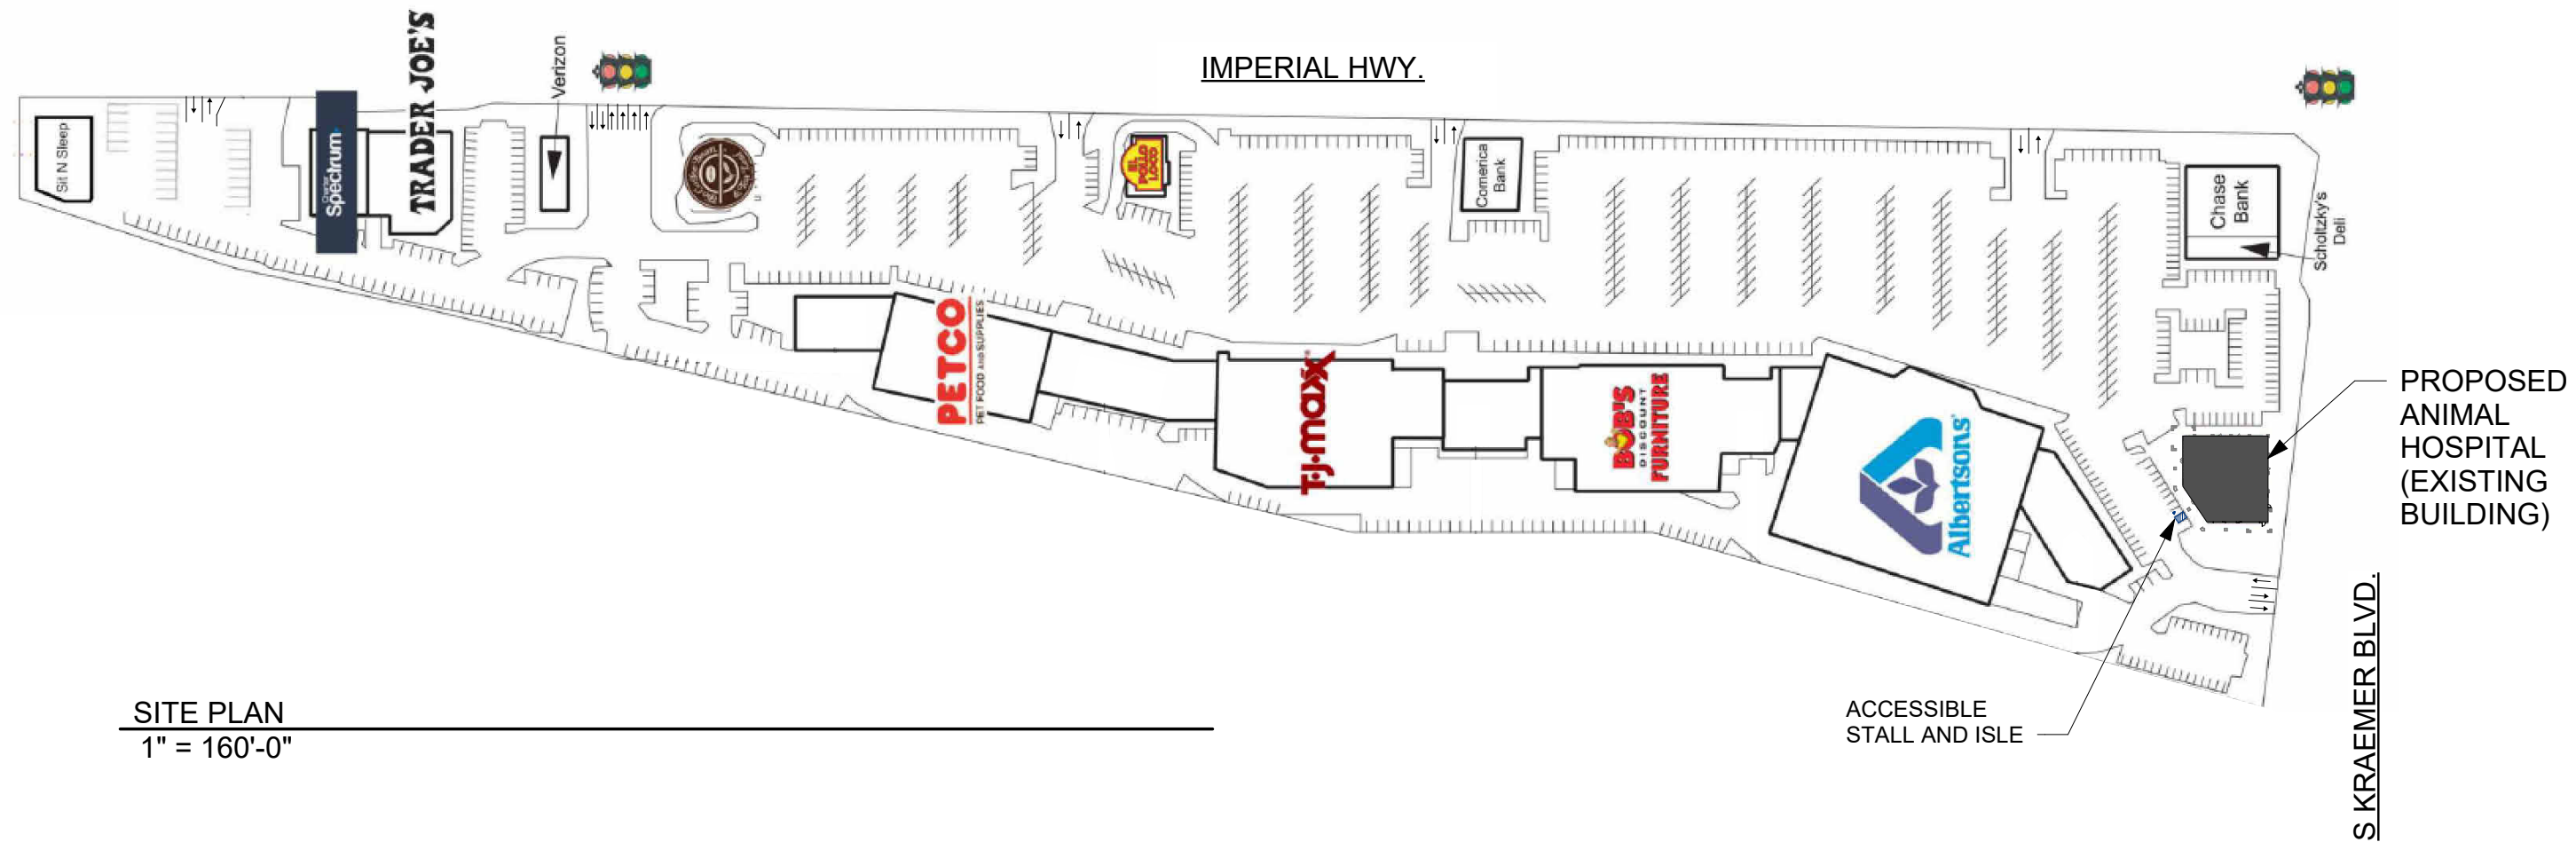 IMPERIAL HWY.
Sit N Sleep
Charter
Spectrum
TRADER JOE'S
Verizon
EL
POLLO
LOCO
Comerica
Bank
Chase
Bank
Scholtzky's
Deli
PETCO
PET FOOD AND SUPPLIES
T·J·maxx
BOB'S
DISCOUNT
FURNITURE
Albertsons
PROPOSED
ANIMAL
HOSPITAL
(EXISTING
BUILDING)
ACCESSIBLE
STALL AND ISLE
S KRAEMER BLVD.
SITE PLAN
1" = 160'-0"